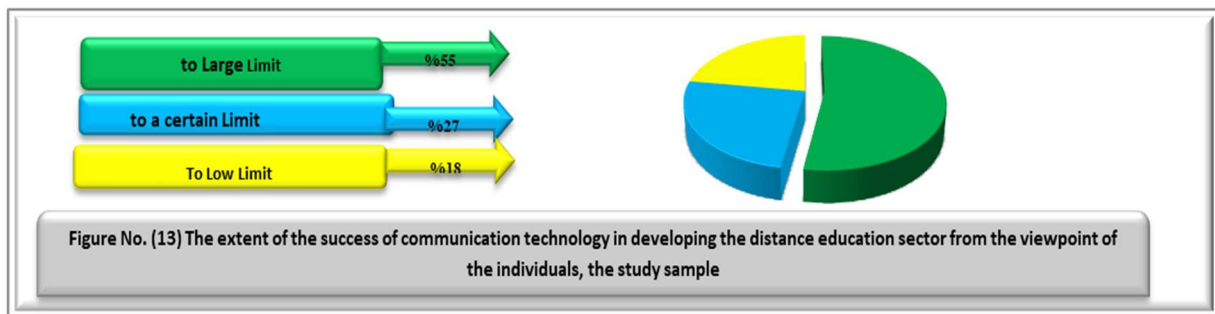 to Large Limit
%55
to a certain Limit
%27
To Low Limit
%18
Figure No. (13) The extent of the success of communication technology in developing the distance education sector from the viewpoint of
the individuals, the study sample